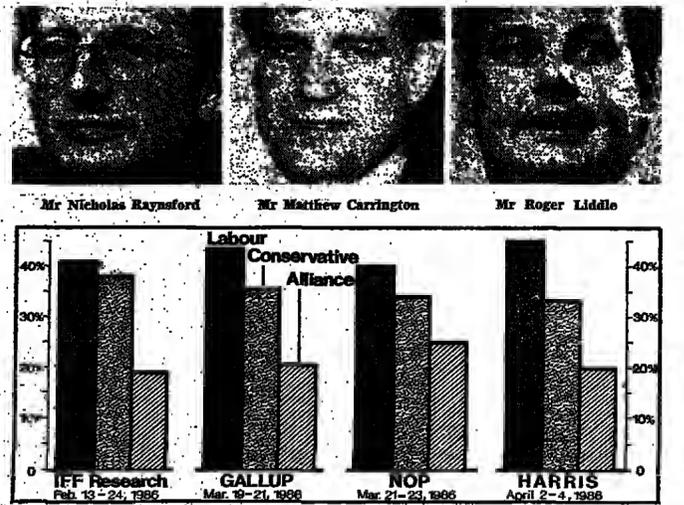 Mr Nicholas Raynsford
Mr Matthew Carrington
Mr Roger Liddle
Labour
Conservative
Alliance
40%
30%
20%
10%
0
40%
30%
20%
10%
0
IFF Research
Feb. 13-24, 1986
GALLUP
Mar. 19-21, 1986
NOP
Mar. 21-23, 1986
HARRIS
April 2-4, 1986